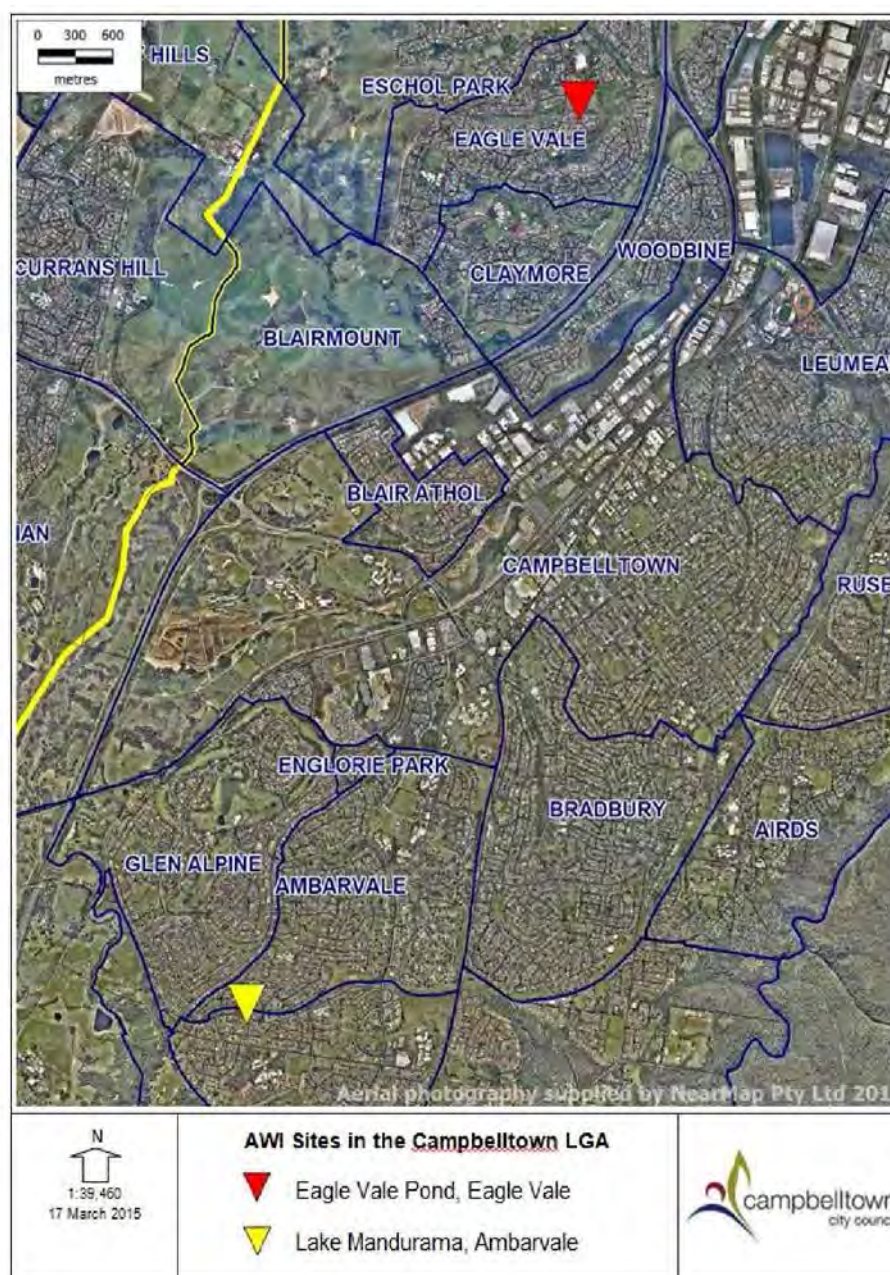 0 300 600
metres
HILLS
ESCHOL PARK
EAGLE VALE
WOODBINE
CURRANS HILL
CLAYMORE
BLAIRMOUNT
LEUMEA
BLAIR ATHOL
IAN
CAMPBELLTOWN
RUSE
ENGLORIE PARK
BRADBURY
AIRDS
GLEN ALPINE
AMBARVALE
Aerial photography supplied by NearMap Pty Ltd 201
N
1:39,460
17 March 2015
AWI Sites in the Campbelltown LGA
Eagle Vale Pond, Eagle Vale
Lake Mandurama, Ambarvale
campbelltown
city counc